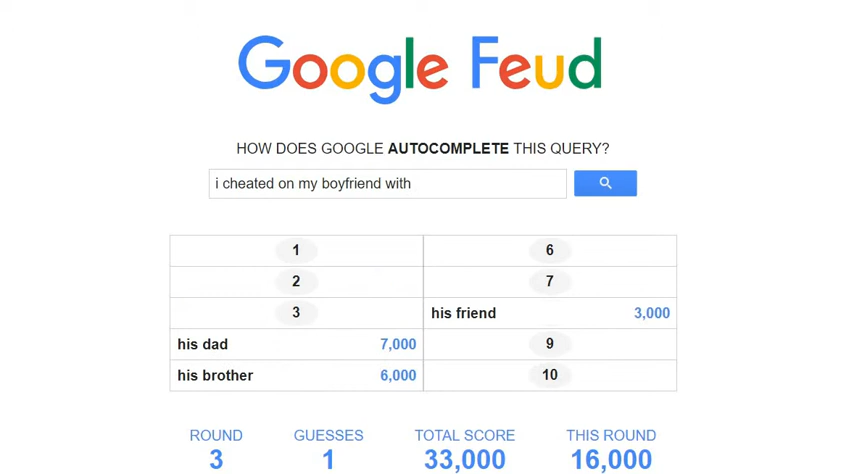 Google Feud
HOW DOES GOOGLE AUTOCOMPLETE THIS QUERY?
i cheated on my boyfriend with
1
6
2
7
3
his friend 3,000
his dad 7,000
9
his brother 6,000
10
ROUND GUESSES TOTAL SCORE THIS ROUND
3 1 33,000 16,000